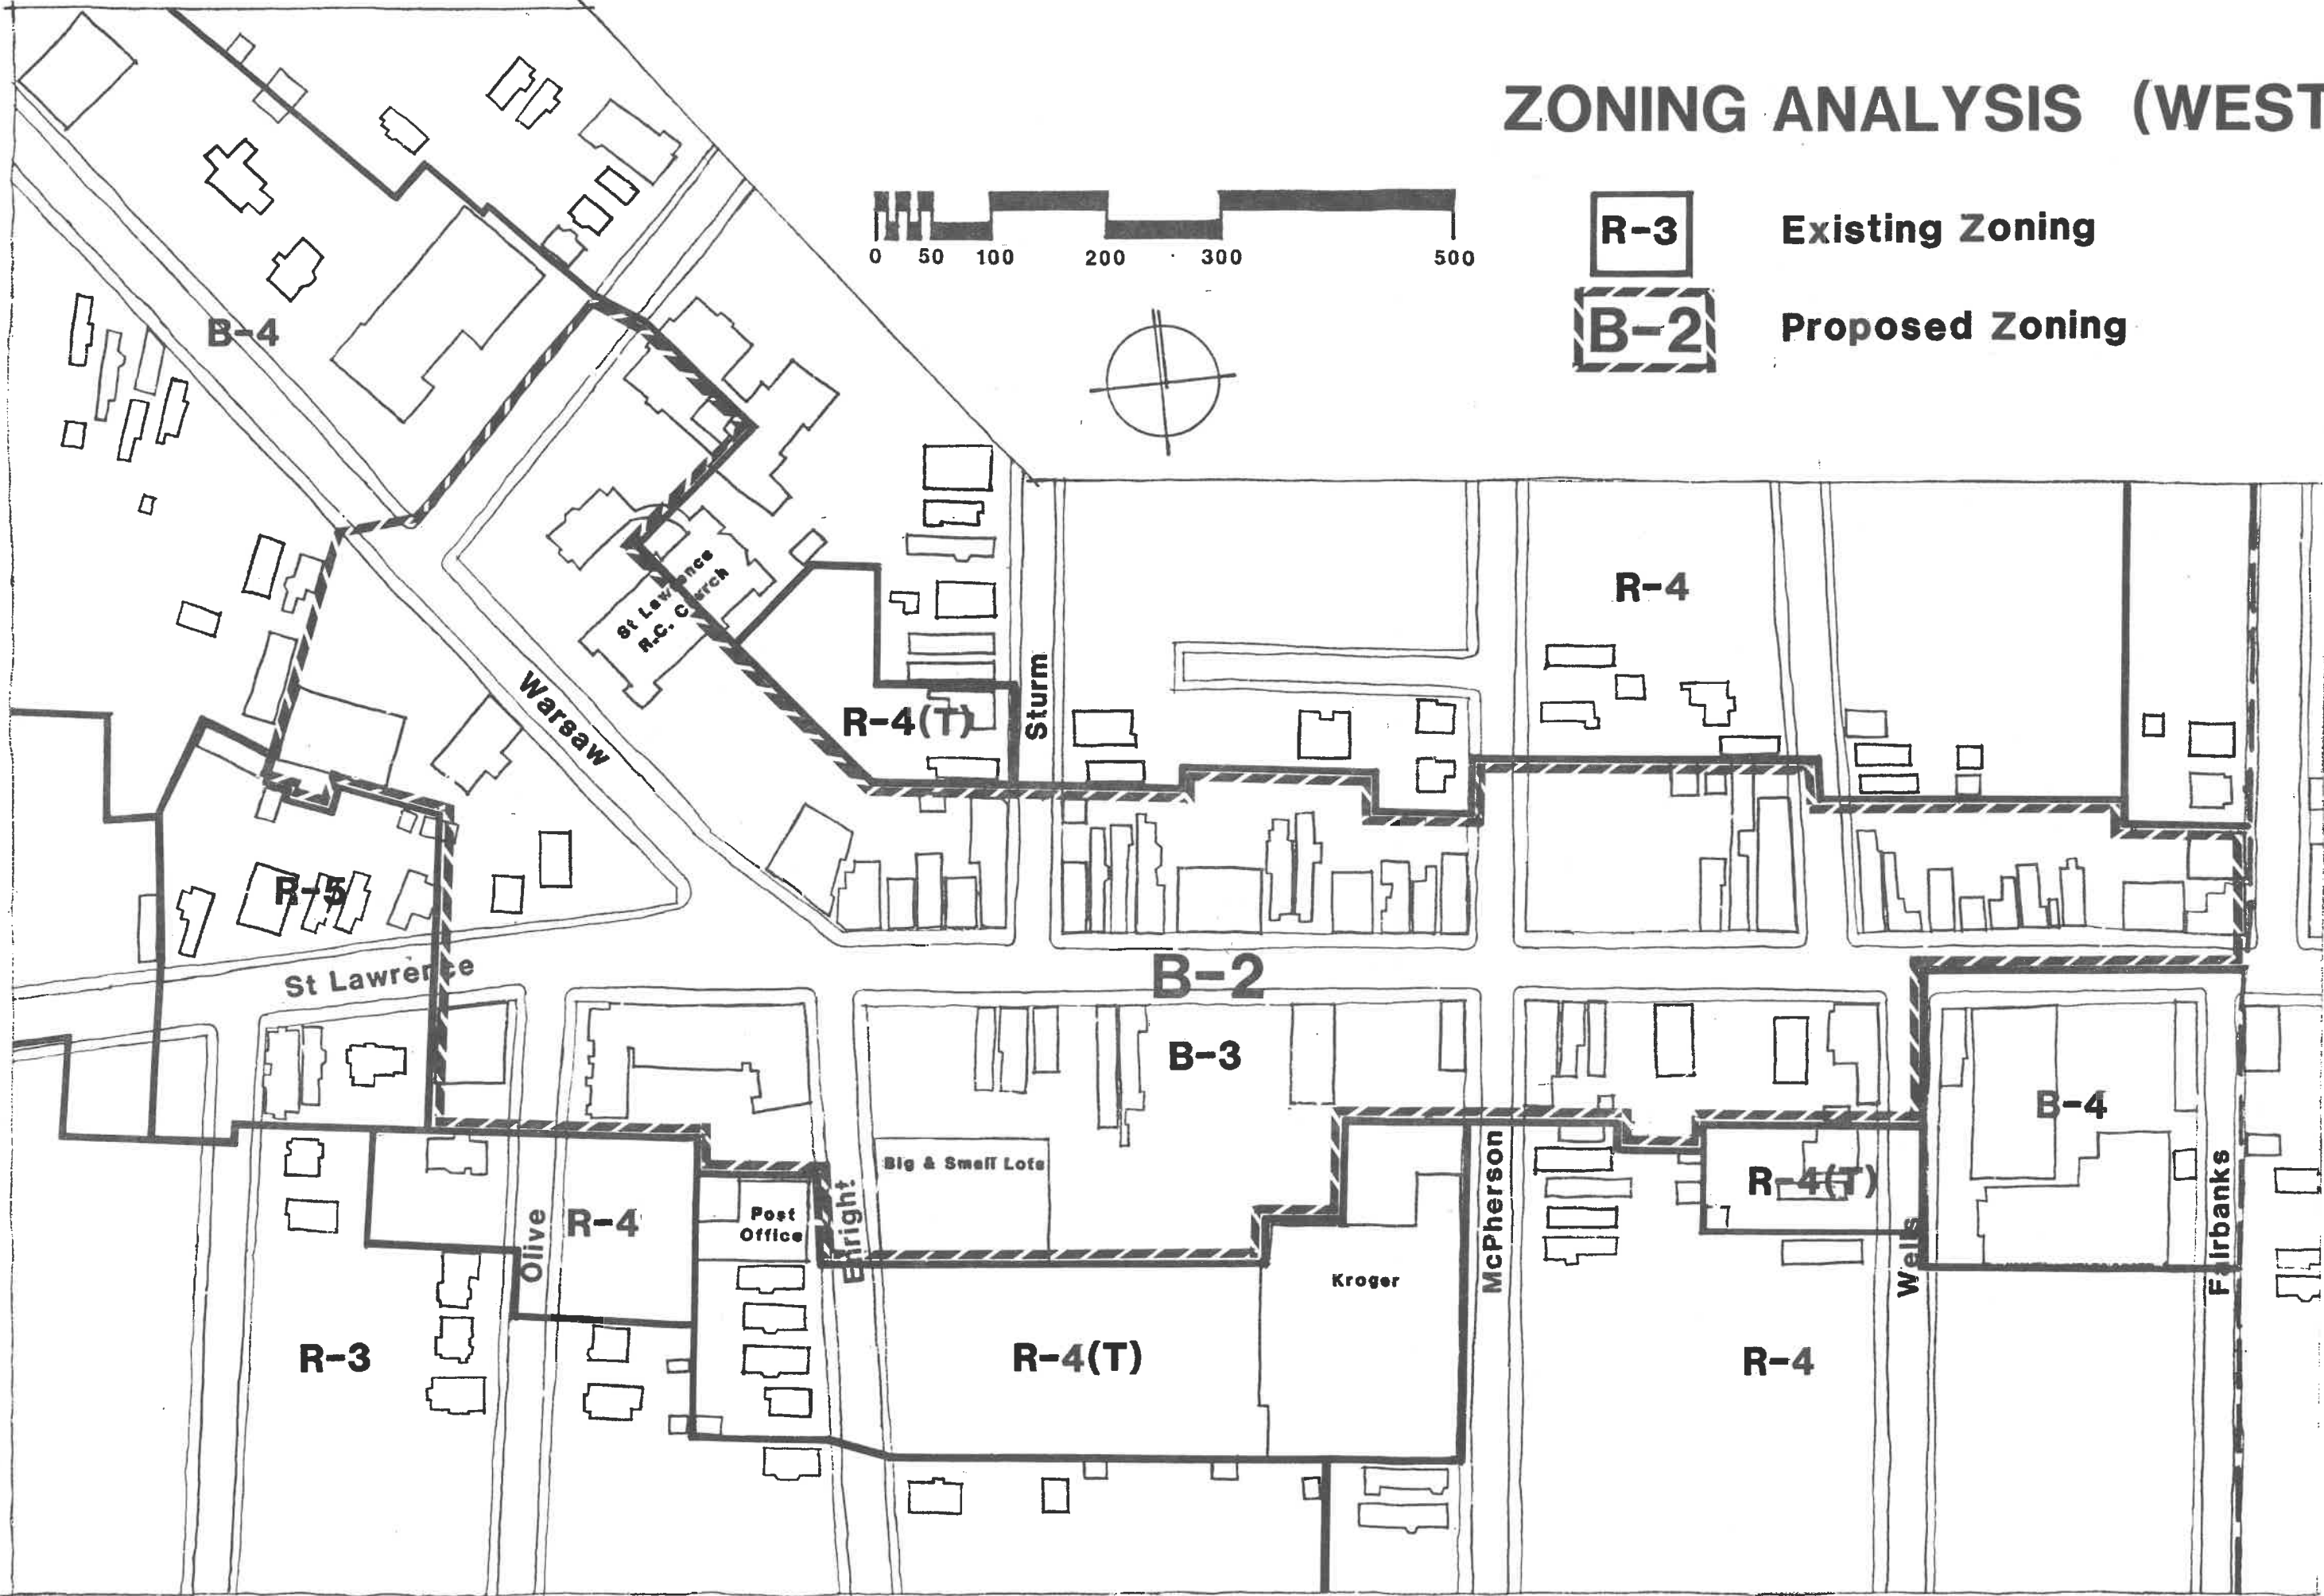 ZONING ANALYSIS (WEST
R-3 Existing Zoning
B-2 Proposed Zoning
0 50 100 200 300 500
B-4
R-4
St Lawrence
R.C. Church
Warsaw
Sturm
R-4(T)
R-5
St Lawrence
B-2
B-3
B-4
Big & Small Lots
Post
Office
Enright
Olive
R-4
McPherson
R-4(T)
Wells
Fairbanks
Kroger
R-3
R-4(T)
R-4